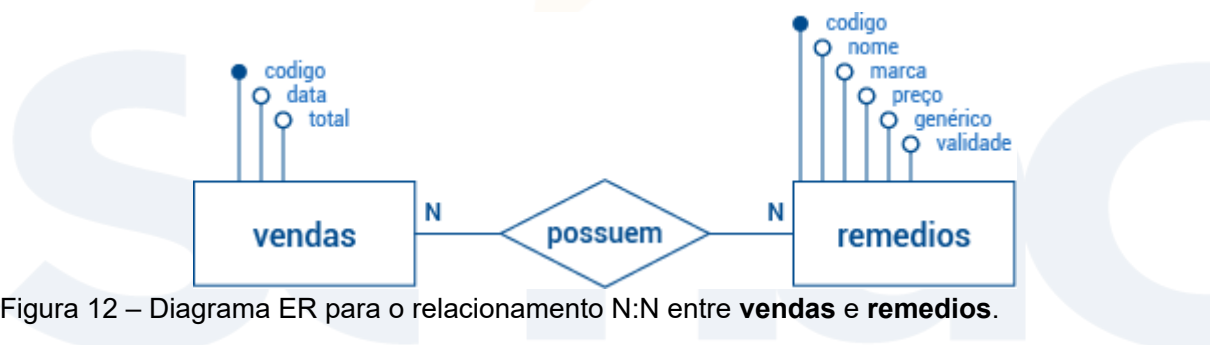 codigo
nome
marca
preço
genérico
validade
codigo
data
total
vendas
N
possuem
N
remedios
Figura 12 – Diagrama ER para o relacionamento N:N entre vendas e remedios.